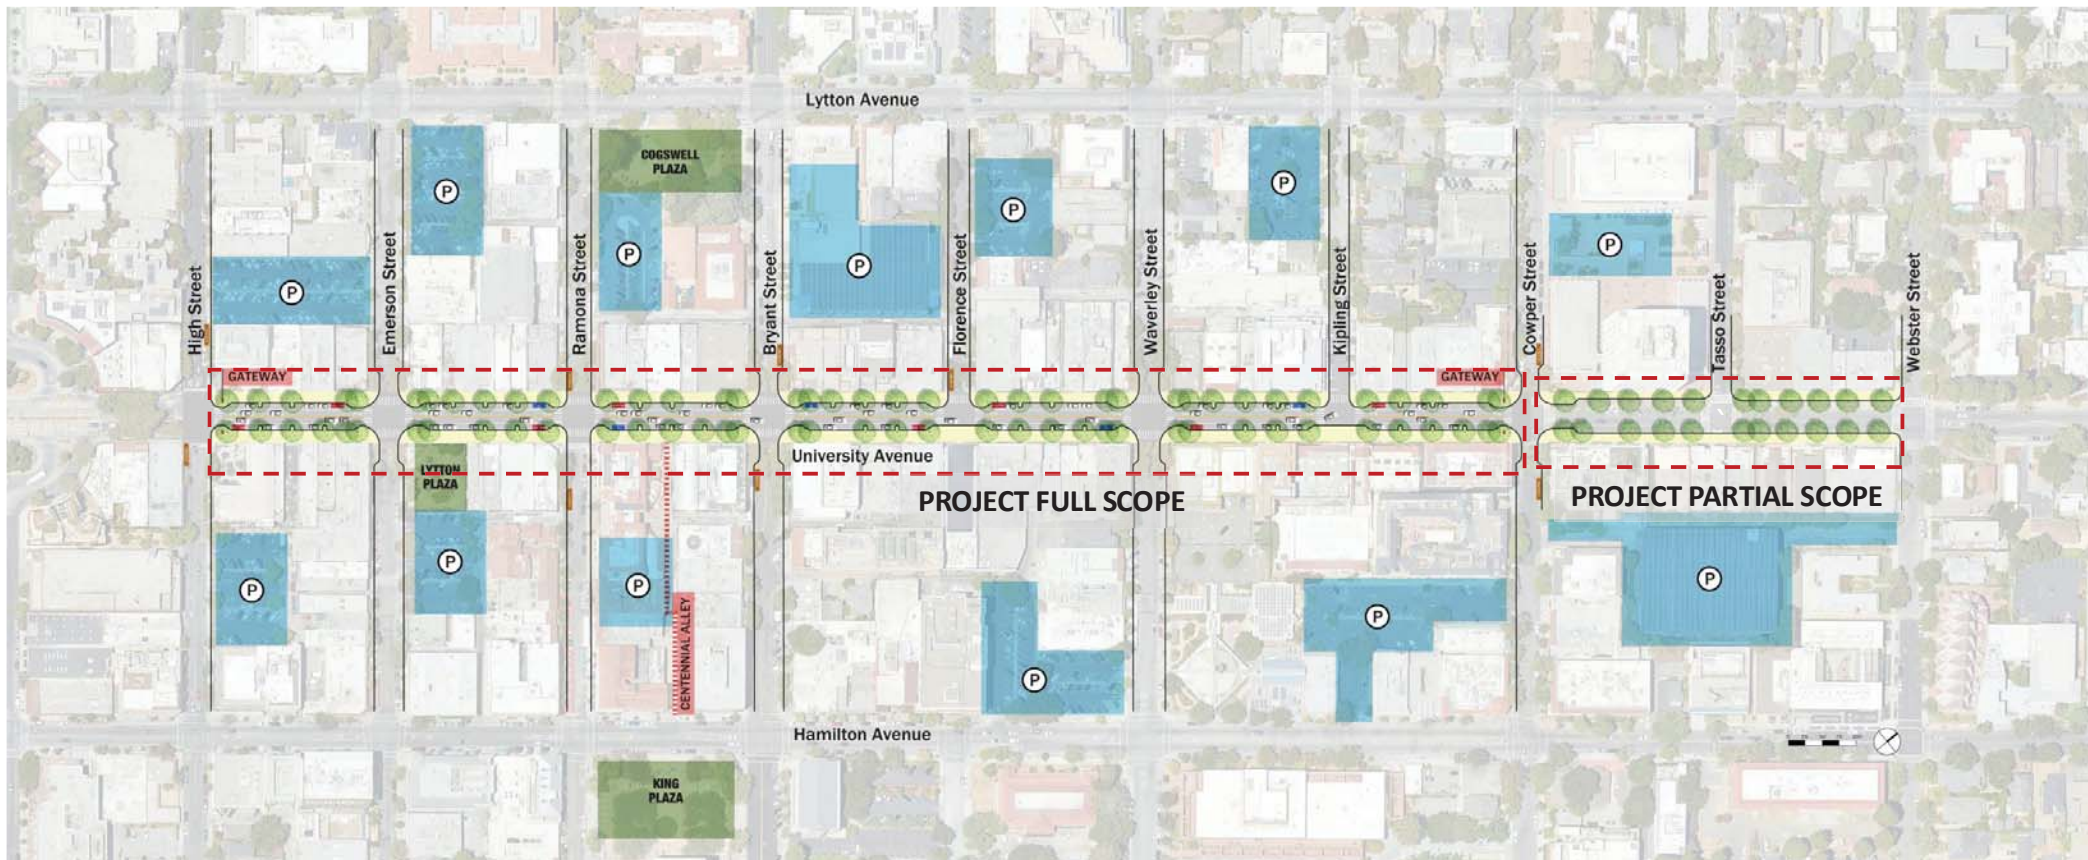 Lytton Avenue
COGSWELL
PLAZA
P
P
P
P
P
P
P
High Street
Emerson Street
Ramona Street
Bryant Street
Florence Street
Waverley Street
Kipling Street
Cowper Street
Tasso Street
Webster Street
GATEWAY
GATEWAY
University Avenue
LYTTON
PLAZA
PROJECT FULL SCOPE
PROJECT PARTIAL SCOPE
P
P
P
P
P
P
CENTENNIAL ALLEY
Hamilton Avenue
KING
PLAZA